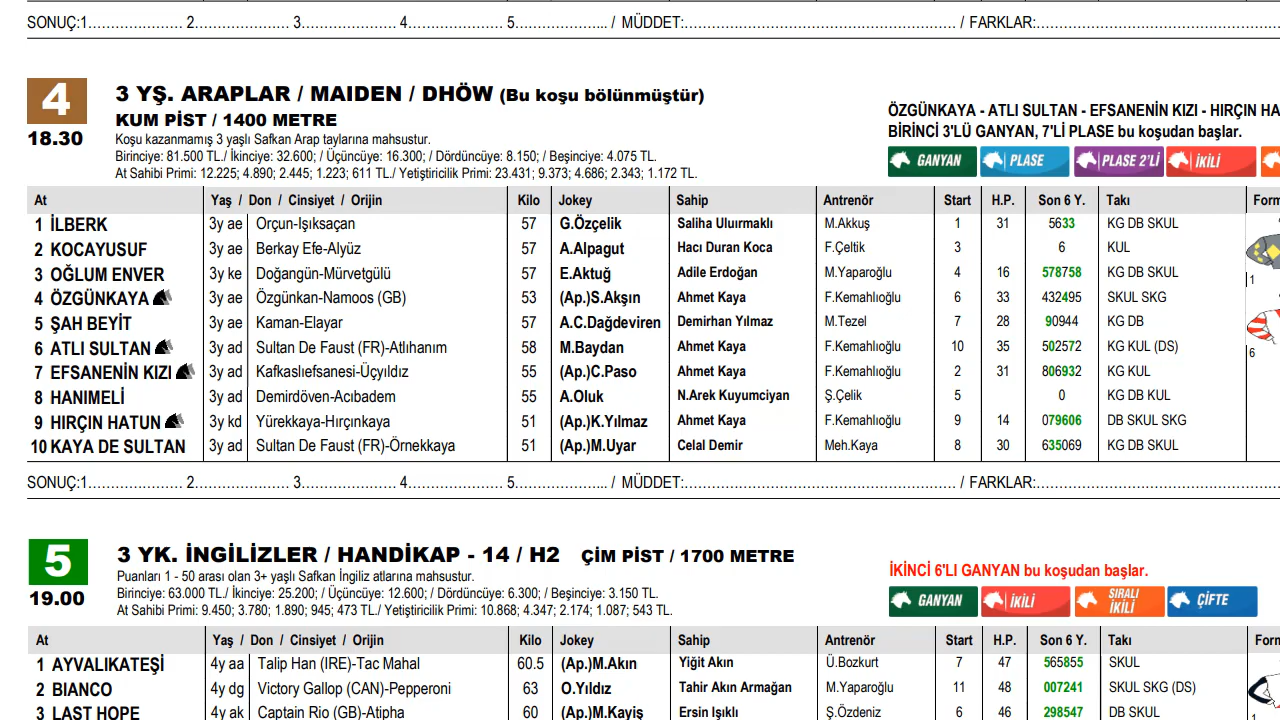 SONUÇ:1..................... 2..................... 3....................... 4..................... 5..................... / MÜDDET:............................................................ / FARKLAR:......................................................
4 3 YŞ. ARAPLAR / MAIDEN / DHÖW (Bu koşu bölünmüştür)
18.30 KUM PİST / 1400 METRE
Koşu kazanmamış 3 yaşlı Safkan Arap taylarına mahsustur.
Birinciye: 81.500 TL./ İkinciye: 32.600; / Üçüncüye: 16.300; / Dördüncüye: 8.150; / Beşinciye: 4.075 TL.
At Sahibi Primi: 12.225; 4.890; 2.445; 1.223; 611 TL./ Yetiştiricilik Primi: 23.431; 9.373; 4.686; 2.343; 1.172 TL.
ÖZGÜNKAYA - ATLI SULTAN - EFSANENİN KIZI - HIRÇIN HA
BİRİNCİ 3'LÜ GANYAN, 7'Lİ PLASE bu koşudan başlar.
GANYAN PLASE PLASE 2'Lİ İKİLİ
At Yaş / Don / Cinsiyet / Orijin Kilo Jokey Sahip Antrenör Start H.P. Son 6 Y. Takı Form
1 İLBERK 3y ae Orçun-Işıksaçan 57 G.Özçelik Saliha Uluırmaklı M.Akkuş 1 31 5633 KG DB SKUL
2 KOCAYUSUF 3y ae Berkay Efe-Alyüz 57 A.Alpagut Hacı Duran Koca F.Çeltik 3 6 KUL
3 OĞLUM ENVER 3y ke Doğangün-Mürvetgülü 57 E.Aktuğ Adile Erdoğan M.Yaparoğlu 4 16 578758 KG DB SKUL
4 ÖZGÜNKAYA 3y ae Özgünkan-Namoos (GB) 53 (Ap.)S.Akşın Ahmet Kaya F.Kemahlıoğlu 6 33 432495 SKUL SKG
5 ŞAH BEYİT 3y ae Kaman-Elayar 57 A.C.Dağdeviren Demirhan Yılmaz M.Tezel 7 28 90944 KG DB
6 ATLI SULTAN 3y ad Sultan De Faust (FR)-Atlıhanım 58 M.Baydan Ahmet Kaya F.Kemahlıoğlu 10 35 502572 KG KUL (DS)
7 EFSANENİN KIZI 3y ad Kafkaslıefsanesi-Üçyıldız 55 (Ap.)C.Paso Ahmet Kaya F.Kemahlıoğlu 2 31 806932 KG KUL
8 HANIMELİ 3y ad Demirdöven-Acıbadem 55 A.Oluk N.Arek Kuyumciyan Ş.Çelik 5 0 KG DB KUL
9 HIRÇIN HATUN 3y kd Yürekkaya-Hırçınkaya 51 (Ap.)K.Yılmaz Ahmet Kaya F.Kemahlıoğlu 9 14 079606 DB SKUL SKG
10 KAYA DE SULTAN 3y ad Sultan De Faust (FR)-Örnekkaya 51 (Ap.)M.Uyar Celal Demir Meh.Kaya 8 30 635069 KG DB SKUL
1
6
SONUÇ:1..................... 2..................... 3....................... 4..................... 5..................... / MÜDDET:............................................................ / FARKLAR:......................................................
5 3 YK. İNGİLİZLER / HANDİKAP - 14 / H2 ÇİM PİST / 1700 METRE
19.00 Puanları 1 - 50 arası olan 3+ yaşlı Safkan İngiliz atlarına mahsustur.
Birinciye: 63.000 TL./ İkinciye: 25.200; / Üçüncüye: 12.600; / Dördüncüye: 6.300; / Beşinciye: 3.150 TL.
At Sahibi Primi: 9.450; 3.780; 1.890; 945; 473 TL./ Yetiştiricilik Primi: 10.868; 4.347; 2.174; 1.087; 543 TL.
İKİNCİ 6'LI GANYAN bu koşudan başlar.
GANYAN İKİLİ SIRALI İKİLİ ÇİFTE
At Yaş / Don / Cinsiyet / Orijin Kilo Jokey Sahip Antrenör Start H.P. Son 6 Y. Takı Form
1 AYVALIKATEŞİ 4y aa Talip Han (IRE)-Tac Mahal 60.5 (Ap.)M.Akın Yiğit Akın Ü.Bozkurt 7 47 565855 SKUL
2 BIANCO 4y dg Victory Gallop (CAN)-Pepperoni 63 O.Yıldız Tahir Akın Armağan M.Yaparoğlu 11 48 007241 SKUL SKG (DS)
3 LAST HOPE 4y ak Captain Rio (GB)-Atipha 60 (Ap.)M.Kayiş Ersin Işıklı Ş.Özdeniz 6 46 298547 DB SKUL
1